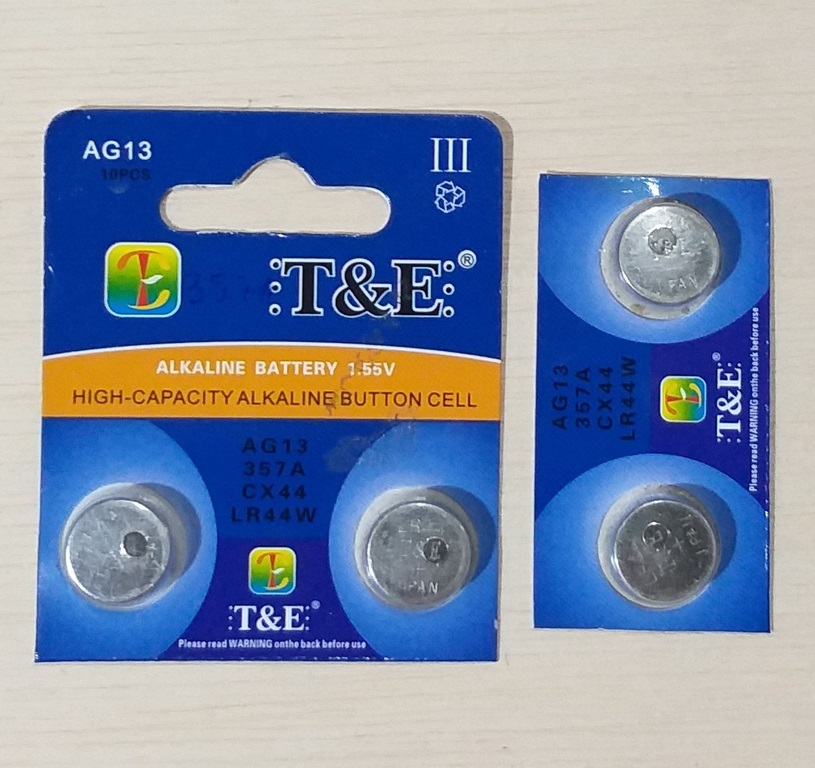 AG13
10PCS
III
:T&E:®
ALKALINE BATTERY 1.55V
HIGH-CAPACITY ALKALINE BUTTON CELL
AG13
357A
CX44
LR44W
:T&E:®
Please read WARNING onthe back before use
AG13
357A
CX44
LR44W
:T&E:®
Please read WARNING onthe back before use